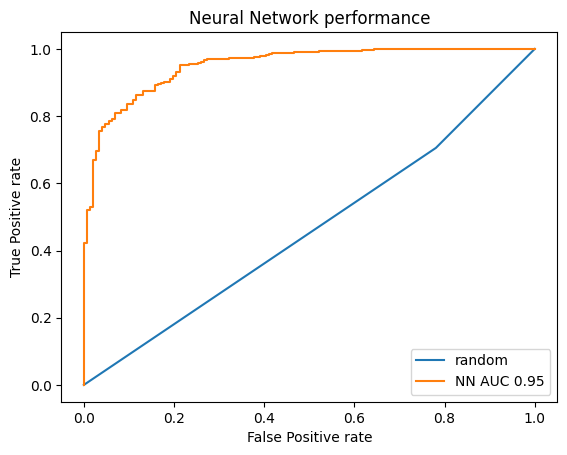 Neural Network performance
True Positive rate
1.0
0.8
0.6
0.4
0.2
0.0
random
NN AUC 0.95
0.0 0.2 0.4 0.6 0.8 1.0
False Positive rate